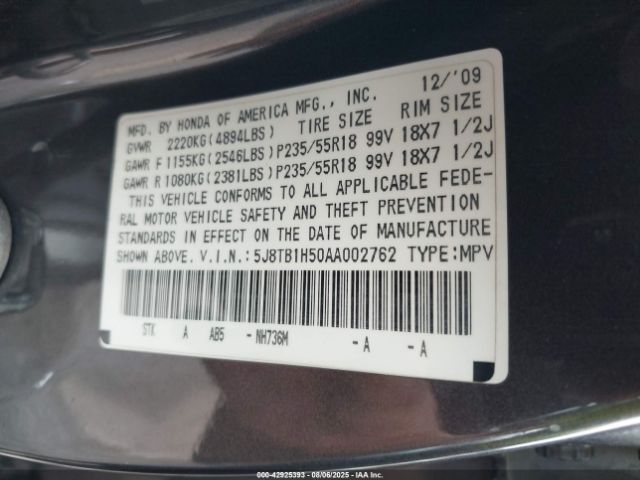 MFD. BY HONDA OF AMERICA MFG., INC. 12/'09
GVWR 2220KG(4894LBS) TIRE SIZE RIM SIZE
GAWR F 1155KG(2546LBS) P235/55R18 99V 18X7 1/2J
GAWR R 1080KG(2381LBS) P235/55R18 99V 18X7 1/2J
THIS VEHICLE CONFORMS TO ALL APPLICABLE FEDE-
RAL MOTOR VEHICLE SAFETY AND THEFT PREVENTION
STANDARDS IN EFFECT ON THE DATE OF MANUFACTURE
SHOWN ABOVE. V.I.N.:5J8TB1H50AA002762 TYPE:MPV
STK A AB5 - NH736M - A - A
000-42925393 - 08/06/2025 - Copyright © IAA, Inc.